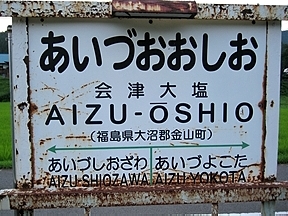 あいづおおしお
会津大塩
AIZU-ŌSHIO
(福島県大沼郡金山町)
あいづしおざわ あいづよこた
AIZU-SHIOZAWA AIZU-YOKOTA